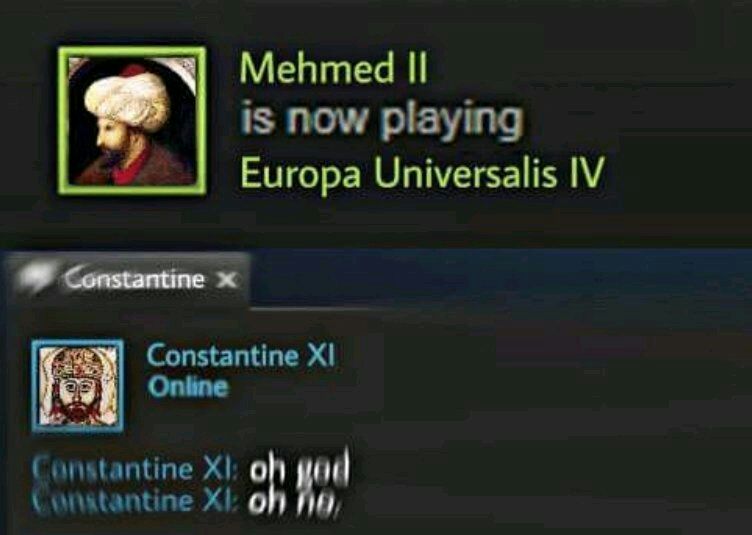 Mehmed II
is now playing
Europa Universalis IV
Constantine x
Constantine XI
Online
Constantine XI: oh god
Constantine XI: oh no,